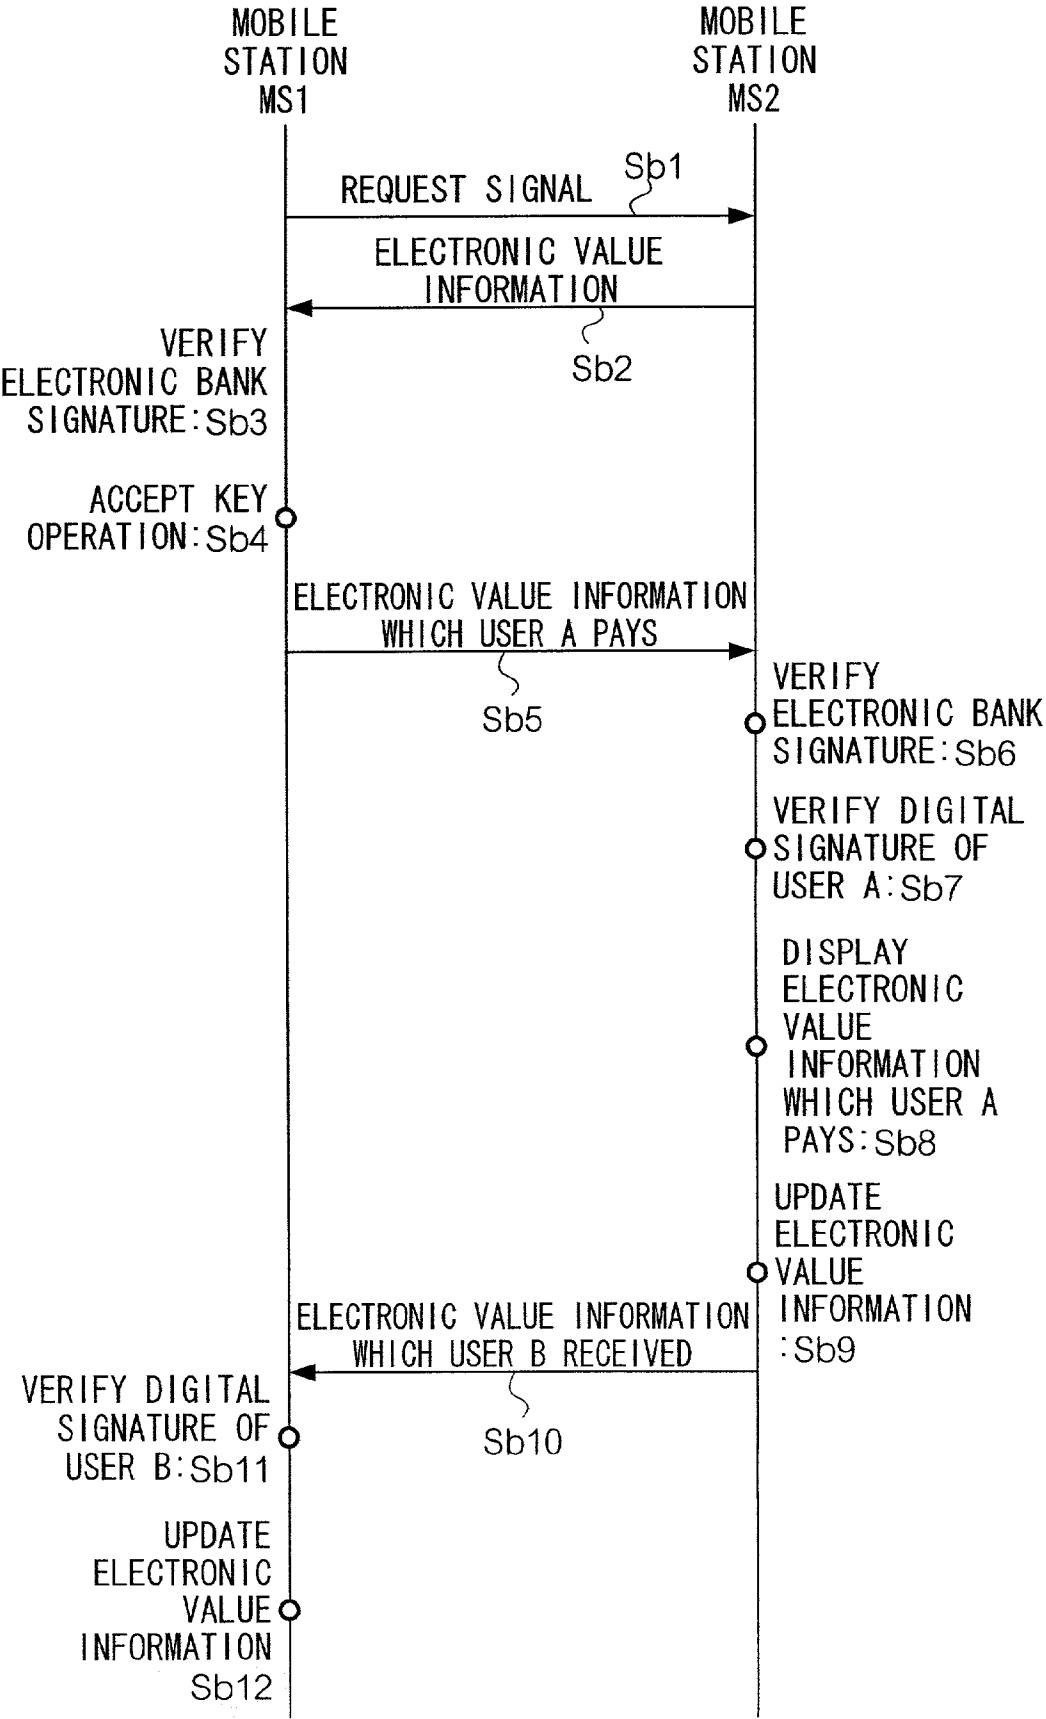 MOBILE
STATION
MS1
MOBILE
STATION
MS2
REQUEST SIGNAL
Sb1
ELECTRONIC VALUE
INFORMATION
Sb2
VERIFY
ELECTRONIC BANK
SIGNATURE:Sb3
ACCEPT KEY
OPERATION:Sb4
ELECTRONIC VALUE INFORMATION
WHICH USER A PAYS
Sb5
VERIFY
ELECTRONIC BANK
SIGNATURE:Sb6
VERIFY DIGITAL
SIGNATURE OF
USER A:Sb7
DISPLAY
ELECTRONIC
VALUE
INFORMATION
WHICH USER A
PAYS:Sb8
UPDATE
ELECTRONIC
VALUE
INFORMATION
:Sb9
ELECTRONIC VALUE INFORMATION
WHICH USER B RECEIVED
Sb10
VERIFY DIGITAL
SIGNATURE OF
USER B:Sb11
UPDATE
ELECTRONIC
VALUE
INFORMATION
Sb12